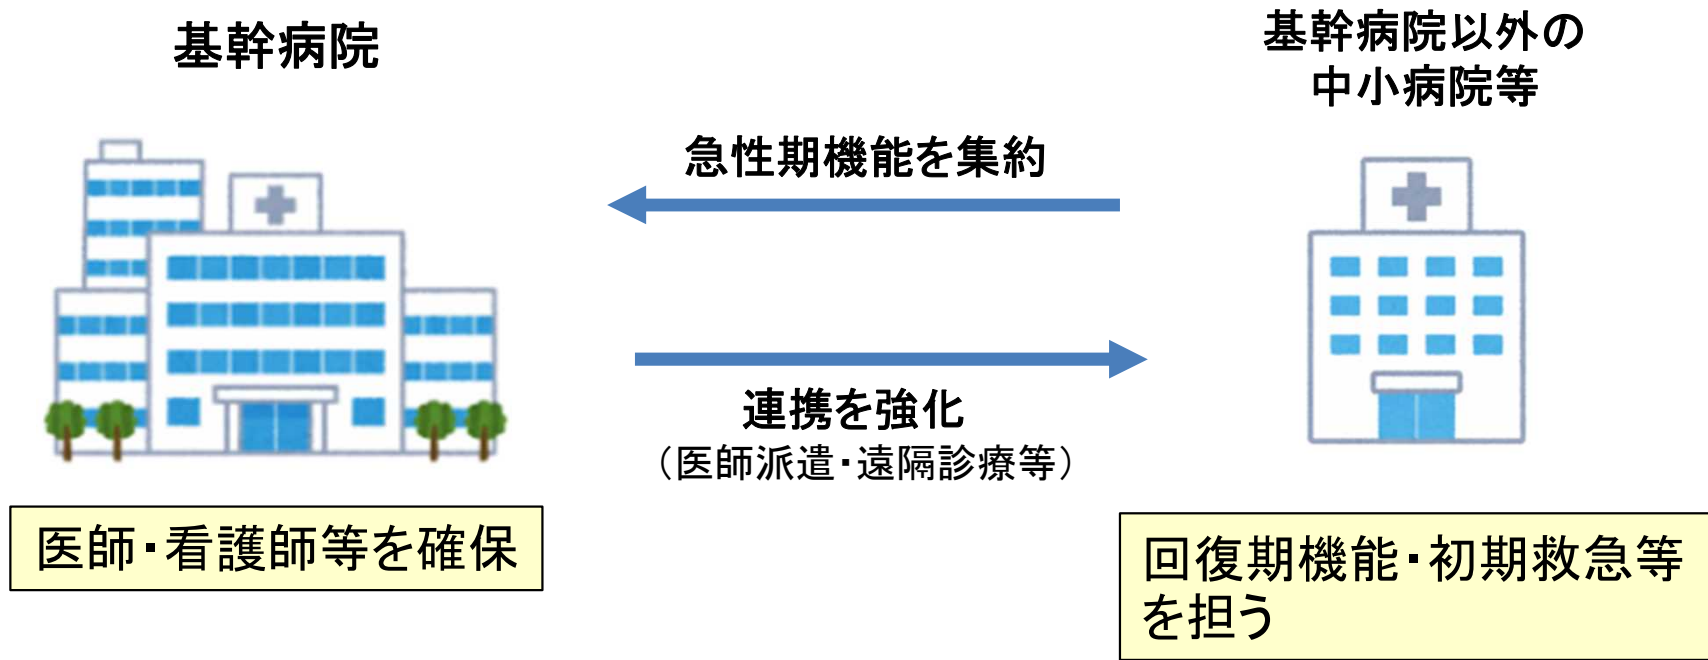 基幹病院
基幹病院以外の
中小病院等
急性期機能を集約
連携を強化
（医師派遣・遠隔診療等）
医師・看護師等を確保
回復期機能・初期救急等
を担う